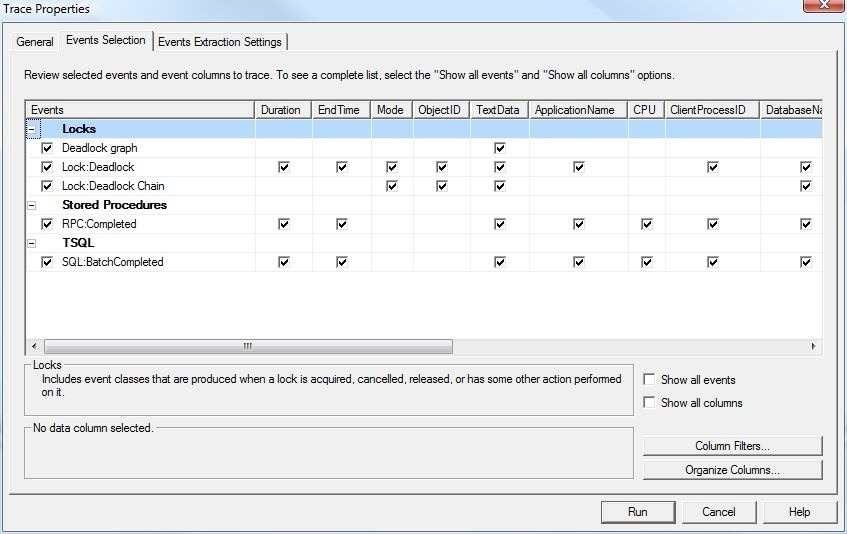 Trace Properties
General Events Selection Events Extraction Settings
Review selected events and event columns to trace. To see a complete list, select the "Show all events" and "Show all columns" options.
Events Duration EndTime Mode ObjectID TextData ApplicationName CPU ClientProcessID DatabaseNa
Locks
Deadlock graph
Lock:Deadlock
Lock:Deadlock Chain
Stored Procedures
RPC:Completed
TSQL
SQL:BatchCompleted
Locks
Includes event classes that are produced when a lock is acquired, cancelled, released, or has some other action performed
on it.
Show all events
Show all columns
No data column selected.
Column Filters...
Organize Columns...
Run Cancel Help